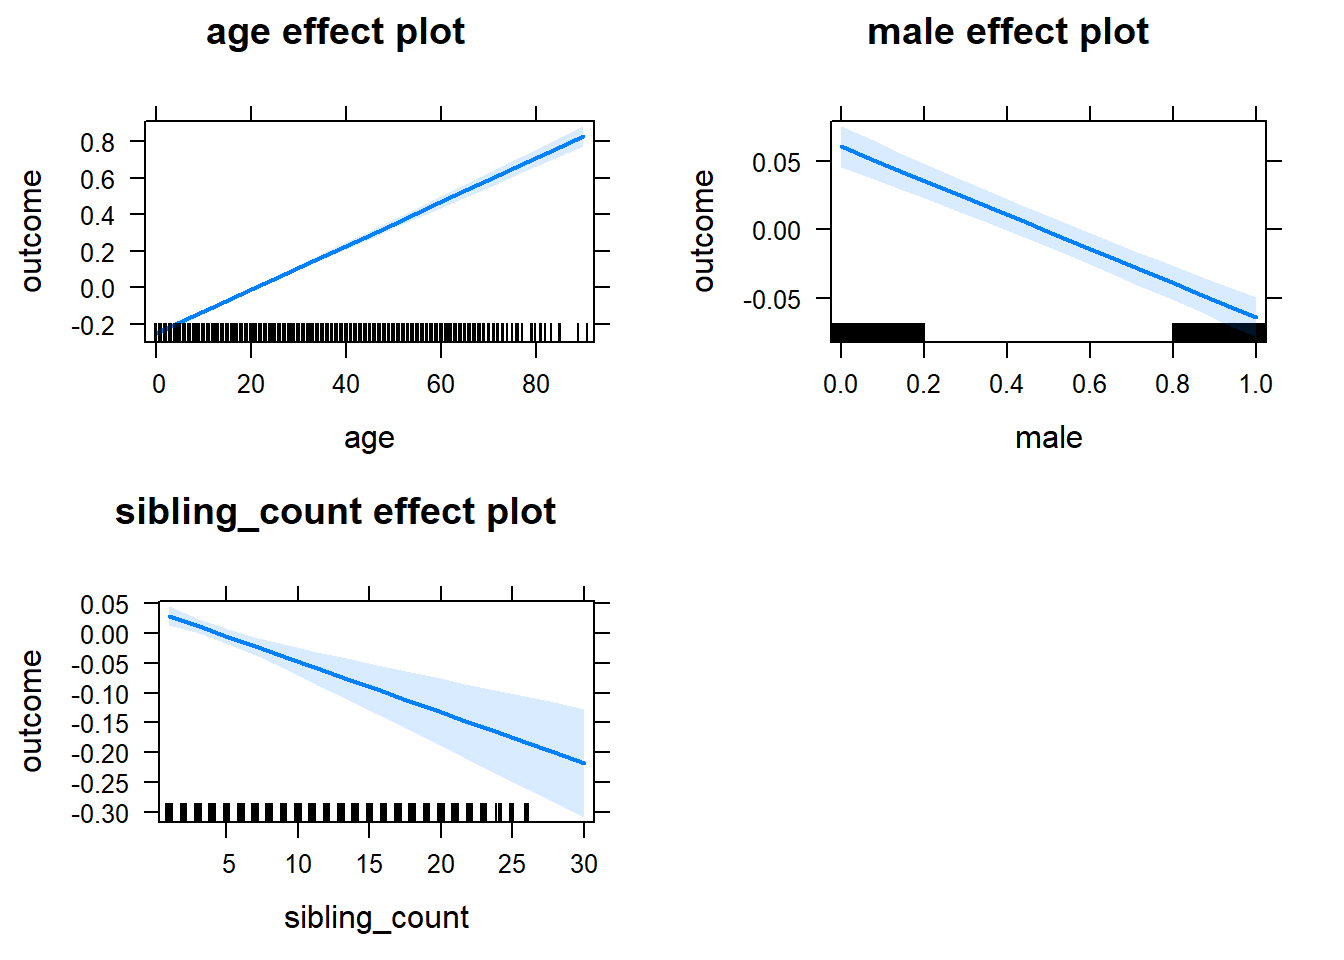 age effect plot
outcome
0.8
0.6
0.4
0.2
0.0
-0.2
0 20 40 60 80
age
male effect plot
outcome
0.05
0.00
-0.05
0.0 0.2 0.4 0.6 0.8 1.0
male
sibling_count effect plot
outcome
0.05
0.00
-0.05
-0.10
-0.15
-0.20
-0.25
-0.30
5 10 15 20 25 30
sibling_count